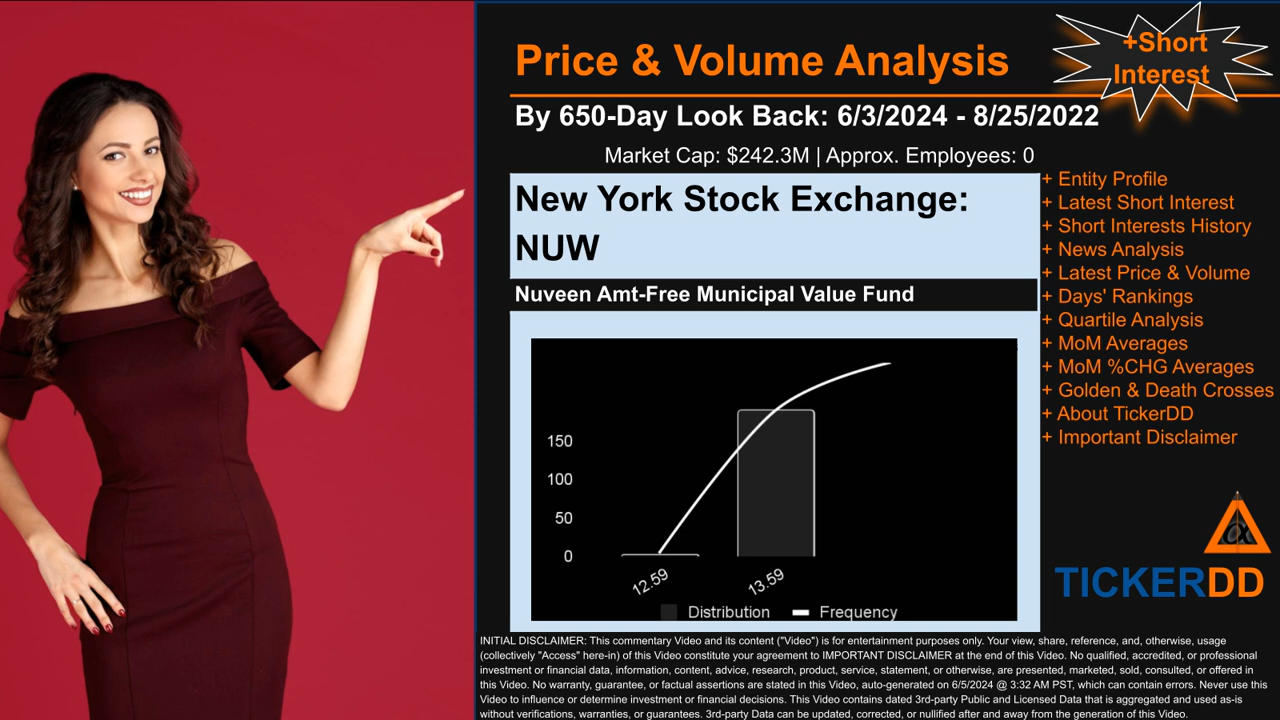 Price & Volume Analysis
+Short
Interest
By 650-Day Look Back: 6/3/2024 - 8/25/2022
Market Cap: $242.3M | Approx. Employees: 0
New York Stock Exchange:
NUW
Nuveen Amt-Free Municipal Value Fund
+ Entity Profile
+ Latest Short Interest
+ Short Interests History
+ News Analysis
+ Latest Price & Volume
+ Days' Rankings
+ Quartile Analysis
+ MoM Averages
+ MoM %CHG Averages
+ Golden & Death Crosses
+ About TickerDD
+ Important Disclaimer
150
100
50
0
12.59
13.59
Distribution
Frequency
TICKERDD
INITIAL DISCLAIMER: This commentary Video and its content ("Video") is for entertainment purposes only. Your view, share, reference, and, otherwise, usage
(collectively "Access" here-in) of this Video constitute your agreement to IMPORTANT DISCLAIMER at the end of this Video. No qualified, accredited, or professional
investment or financial data, information, content, advice, research, product, service, statement, or otherwise, are presented, marketed, sold, consulted, or offered in
this Video. No warranty, guarantee, or factual assertions are stated in this Video, auto-generated on 6/5/2024 @ 3:32 AM PST, which can contain errors. Never use this
Video to influence or determine investment or financial decisions. This Video contains dated 3rd-party Public and Licensed Data that is aggregated and used as-is
without verifications, warranties, or guarantees. 3rd-party Data can be updated, corrected, or nullified after and away from the generation of this Video.